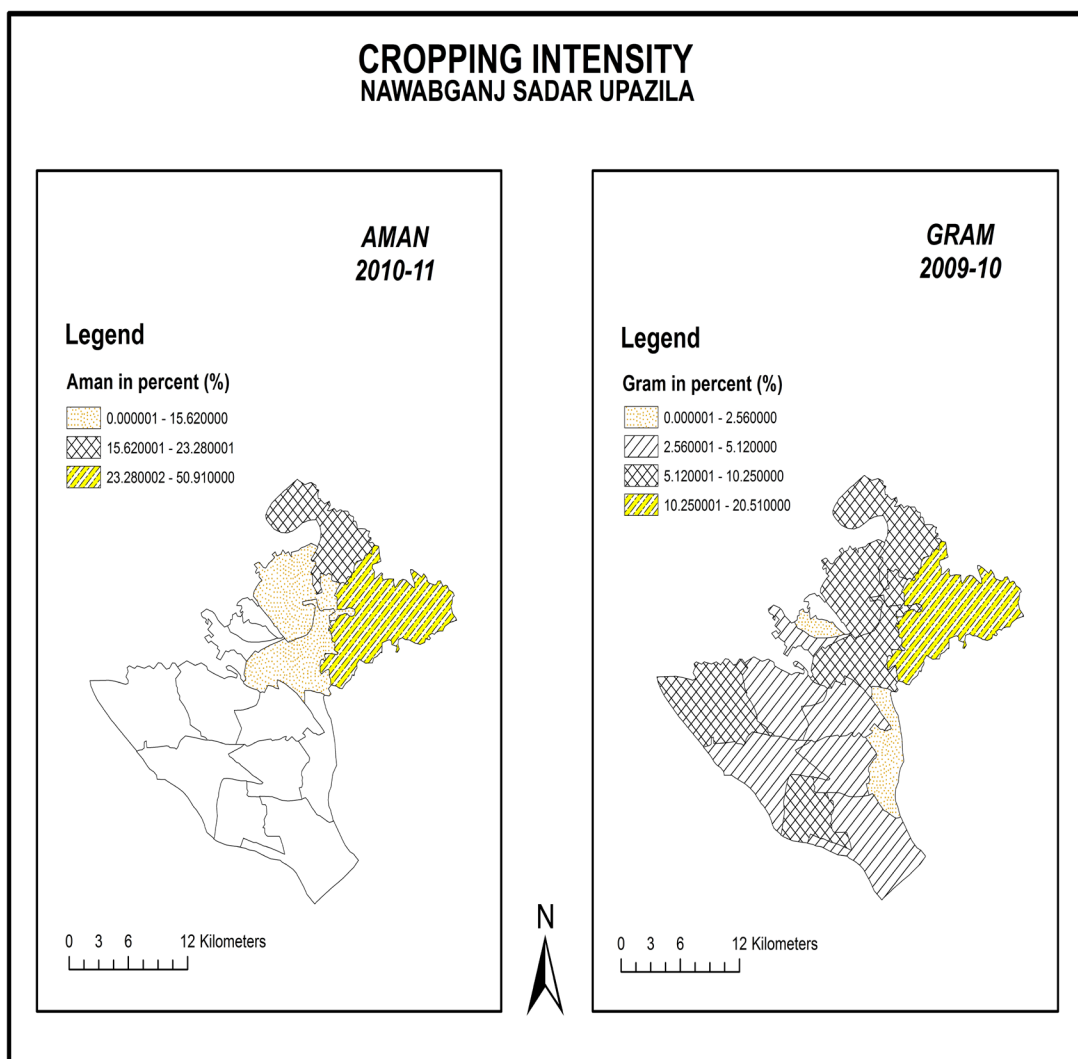 CROPPING INTENSITY
NAWABGANJ SADAR UPAZILA
AMAN
2010-11
Legend
Aman in percent (%)
0.000001 - 15.620000
15.620001 - 23.280001
23.280002 - 50.910000
0 3 6 12 Kilometers
N
GRAM
2009-10
Legend
Gram in percent (%)
0.000001 - 2.560000
2.560001 - 5.120000
5.120001 - 10.250000
10.250001 - 20.510000
0 3 6 12 Kilometers